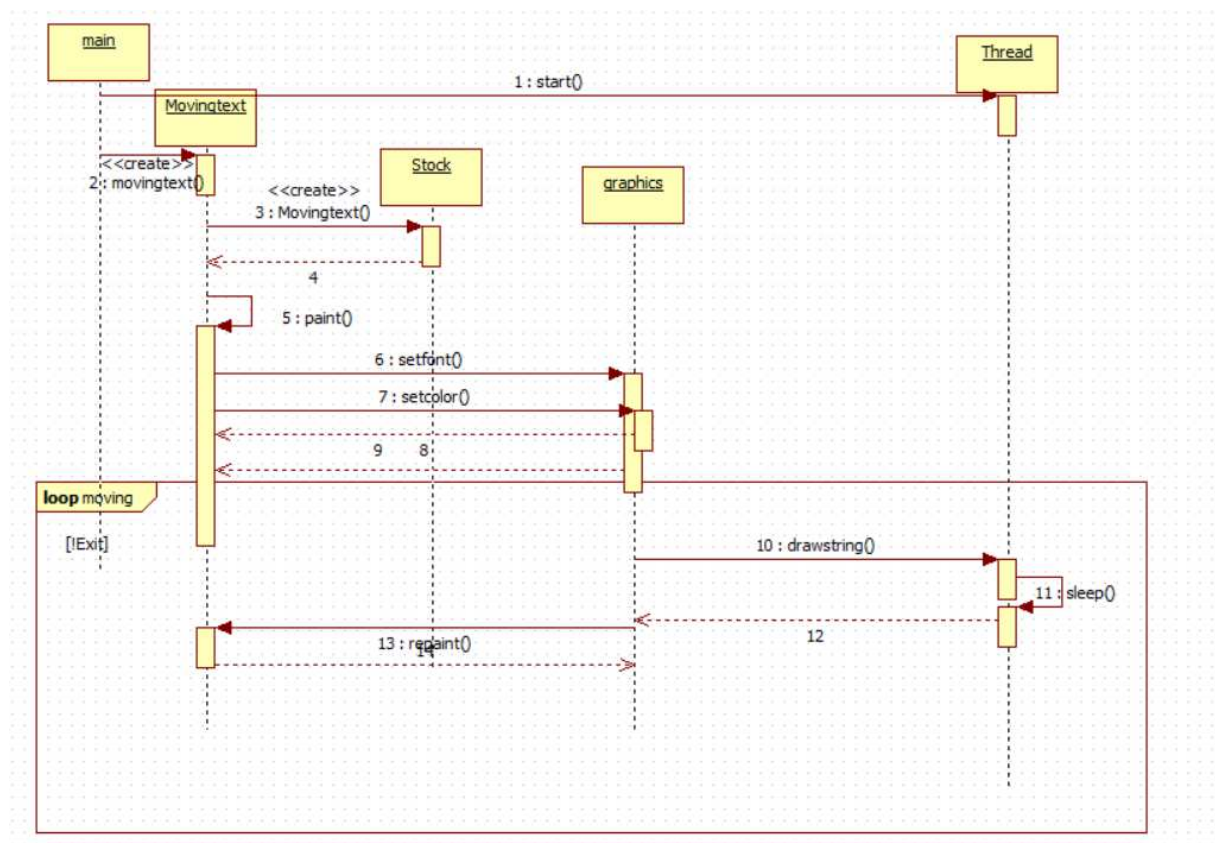 main
Thread
1 : start()
Movingtext
<<create>>
2 : movingtext()
Stock
graphics
<<create>>
3 : Movingtext()
4
5 : paint()
6 : setfont()
7 : setcolor()
9 8
loop moving
[!Exit]
10 : drawstring()
11 : sleep()
12
13 : repaint()
14